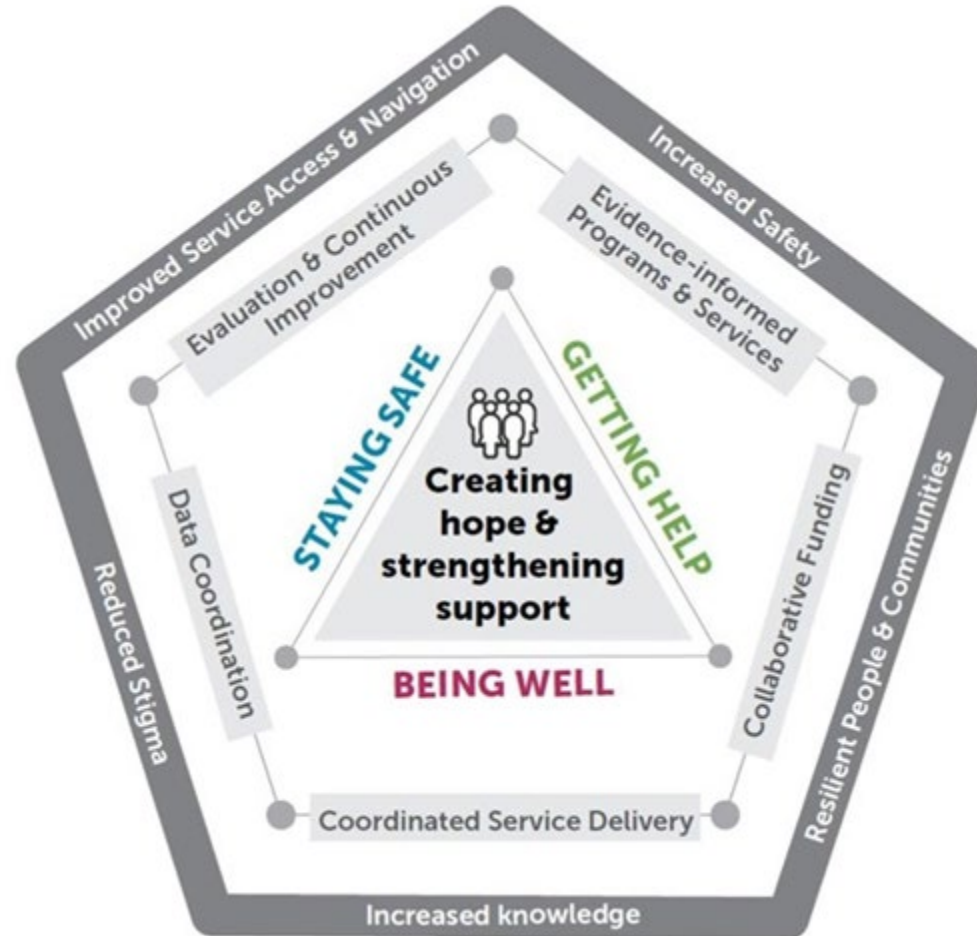 Improved Service Access & Navigation
Increased Safety
Evaluation & Continuous
Improvement
Evidence-informed
Programs & Services
STAYING SAFE
GETTING HELP
Creating
hope &
strengthening
support
BEING WELL
Data Coordination
Collaborative Funding
Reduced Stigma
Resilient People & Communities
Coordinated Service Delivery
Increased knowledge